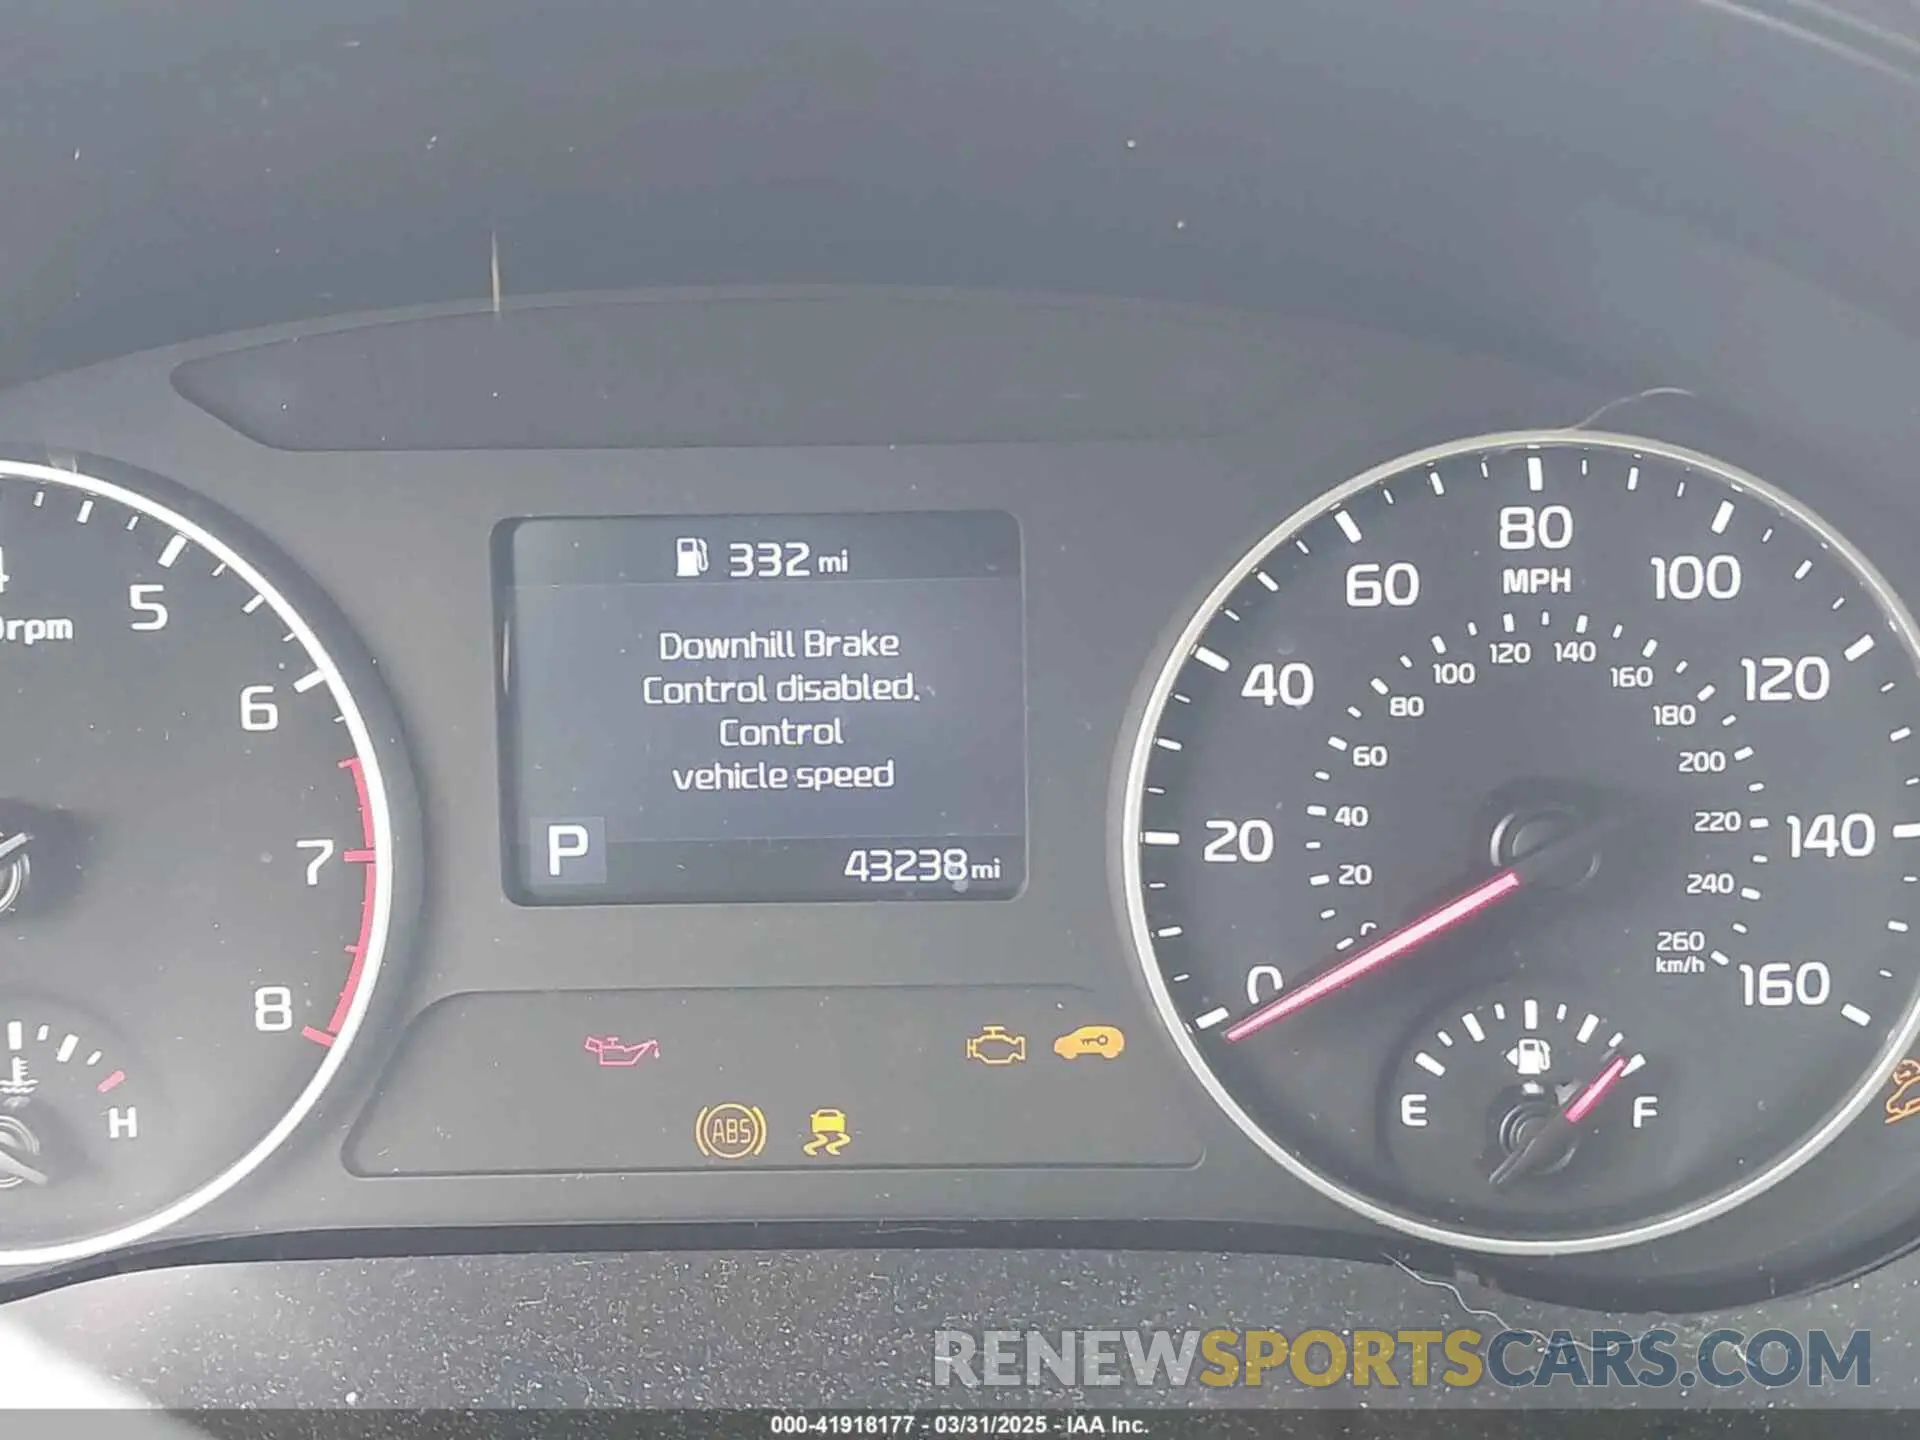 332 mi
Downhill Brake
Control disabled.
Control
vehicle speed
P
43238 mi
rpm
5
6
7
8
H
0
20
40
60
80
MPH
100
120
140
160
20
40
60
80
100
120
140
160
180
200
220
240
260
km/h
E
F
ABS
RENEWSPORTSCARS.COM
000-41918177 - 03/31/2025 - IAA Inc.